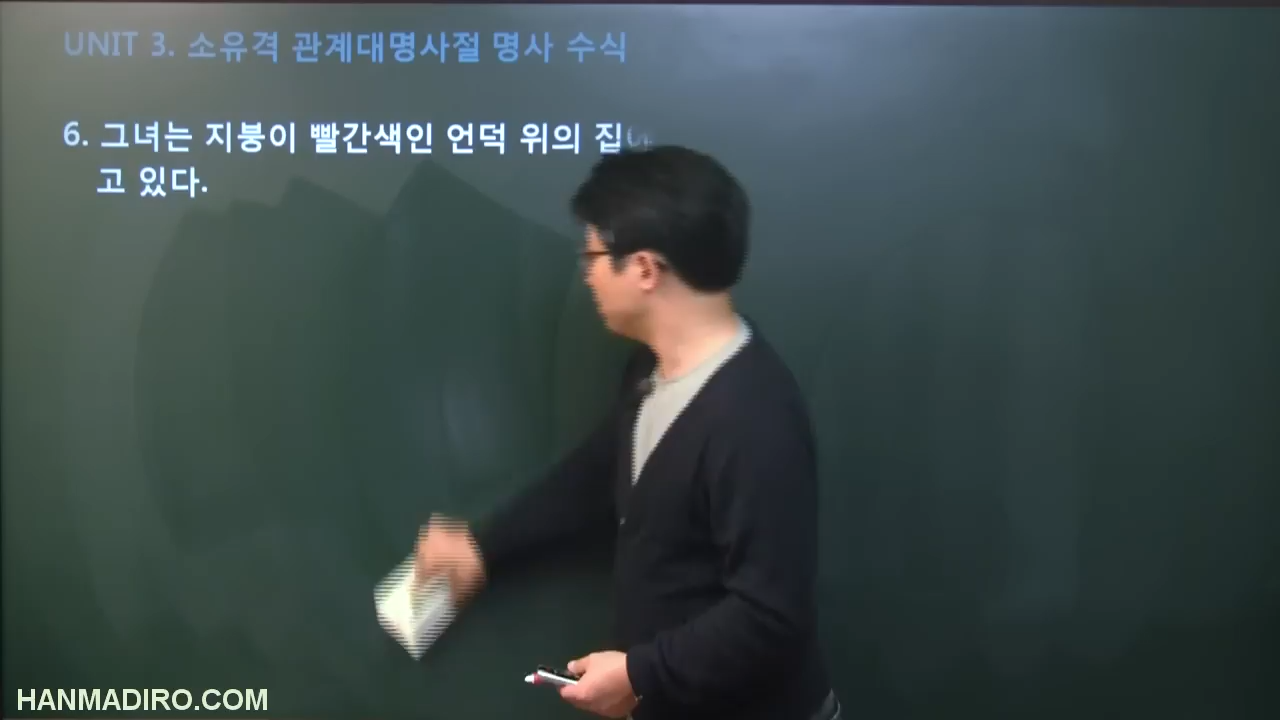 UNIT 3. 소유격 관계대명사절 명사 수식
6. 그녀는 지붕이 빨간색인 언덕 위의 집
고 있다.
HANMADIRO.COM